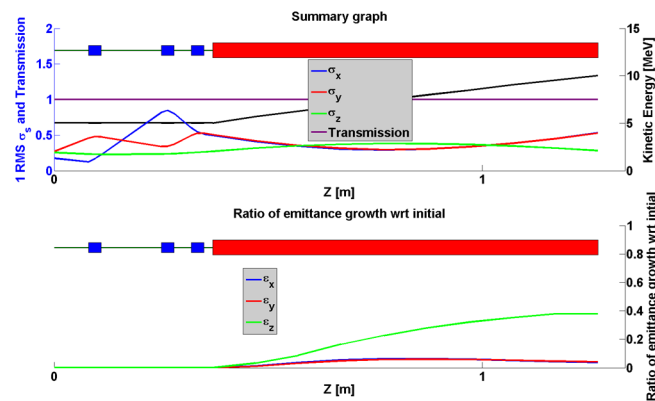 Summary graph
2
1.5
1
0.5
0
15
10
5
0
1 RMS σs and Transmission
Kinetic Energy [MeV]
σx
σy
σz
Transmission
0
1
Z [m]
Ratio of emittance growth wrt initial
1
0.8
0.6
0.4
0.2
0
Ratio of emittance growth wrt intial
εx
εy
εz
0
1
Z [m]